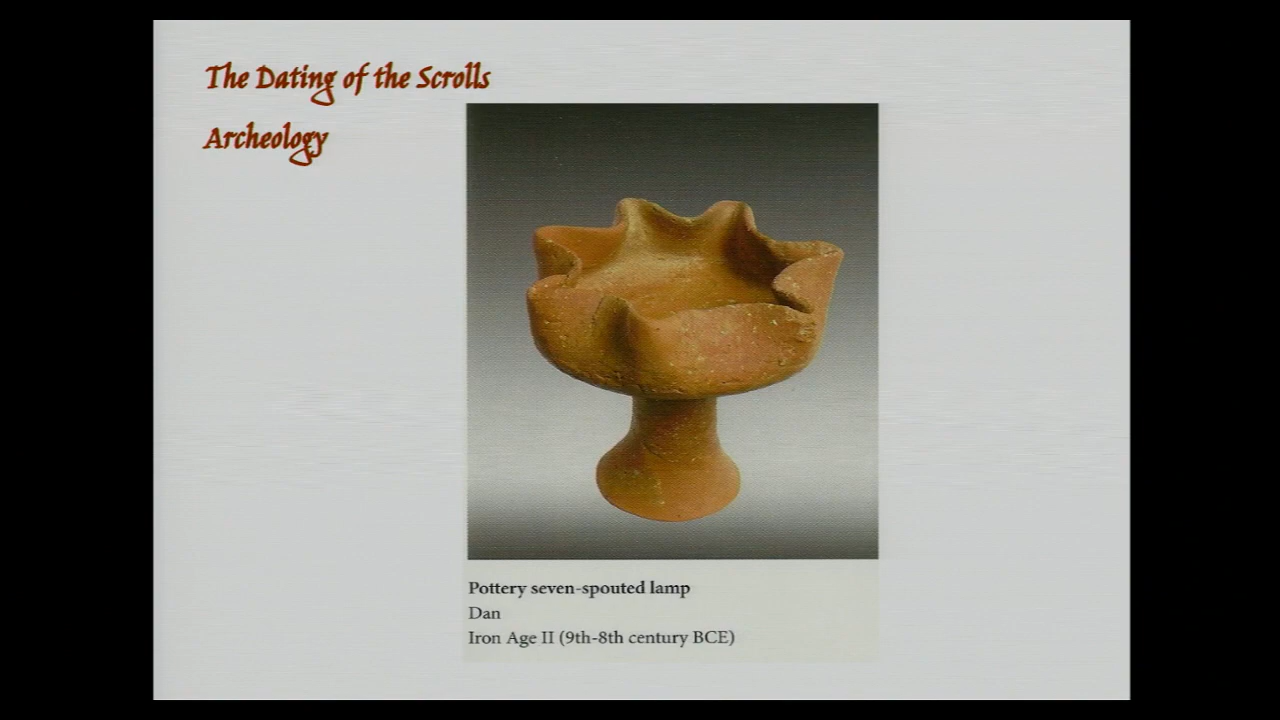 The Dating of the Scrolls
Archeology
Pottery seven-spouted lamp
Dan
Iron Age II (9th-8th century BCE)